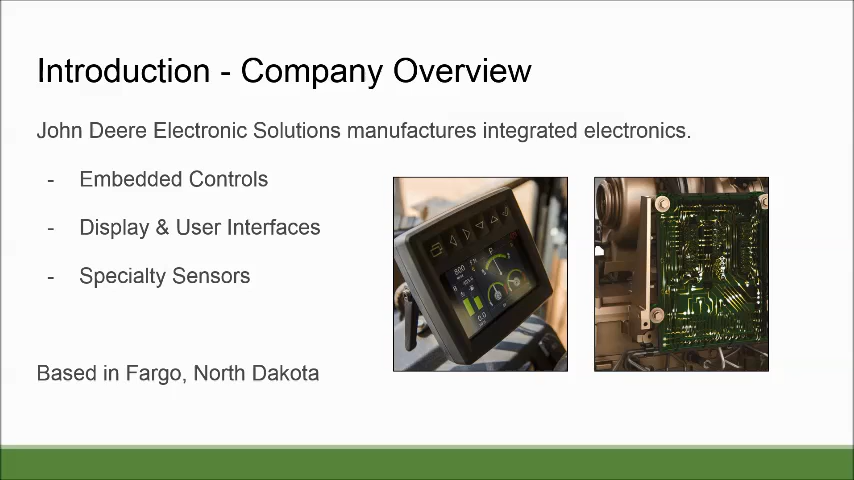 Introduction - Company Overview
John Deere Electronic Solutions manufactures integrated electronics.
- Embedded Controls
- Display & User Interfaces
- Specialty Sensors
Based in Fargo, North Dakota